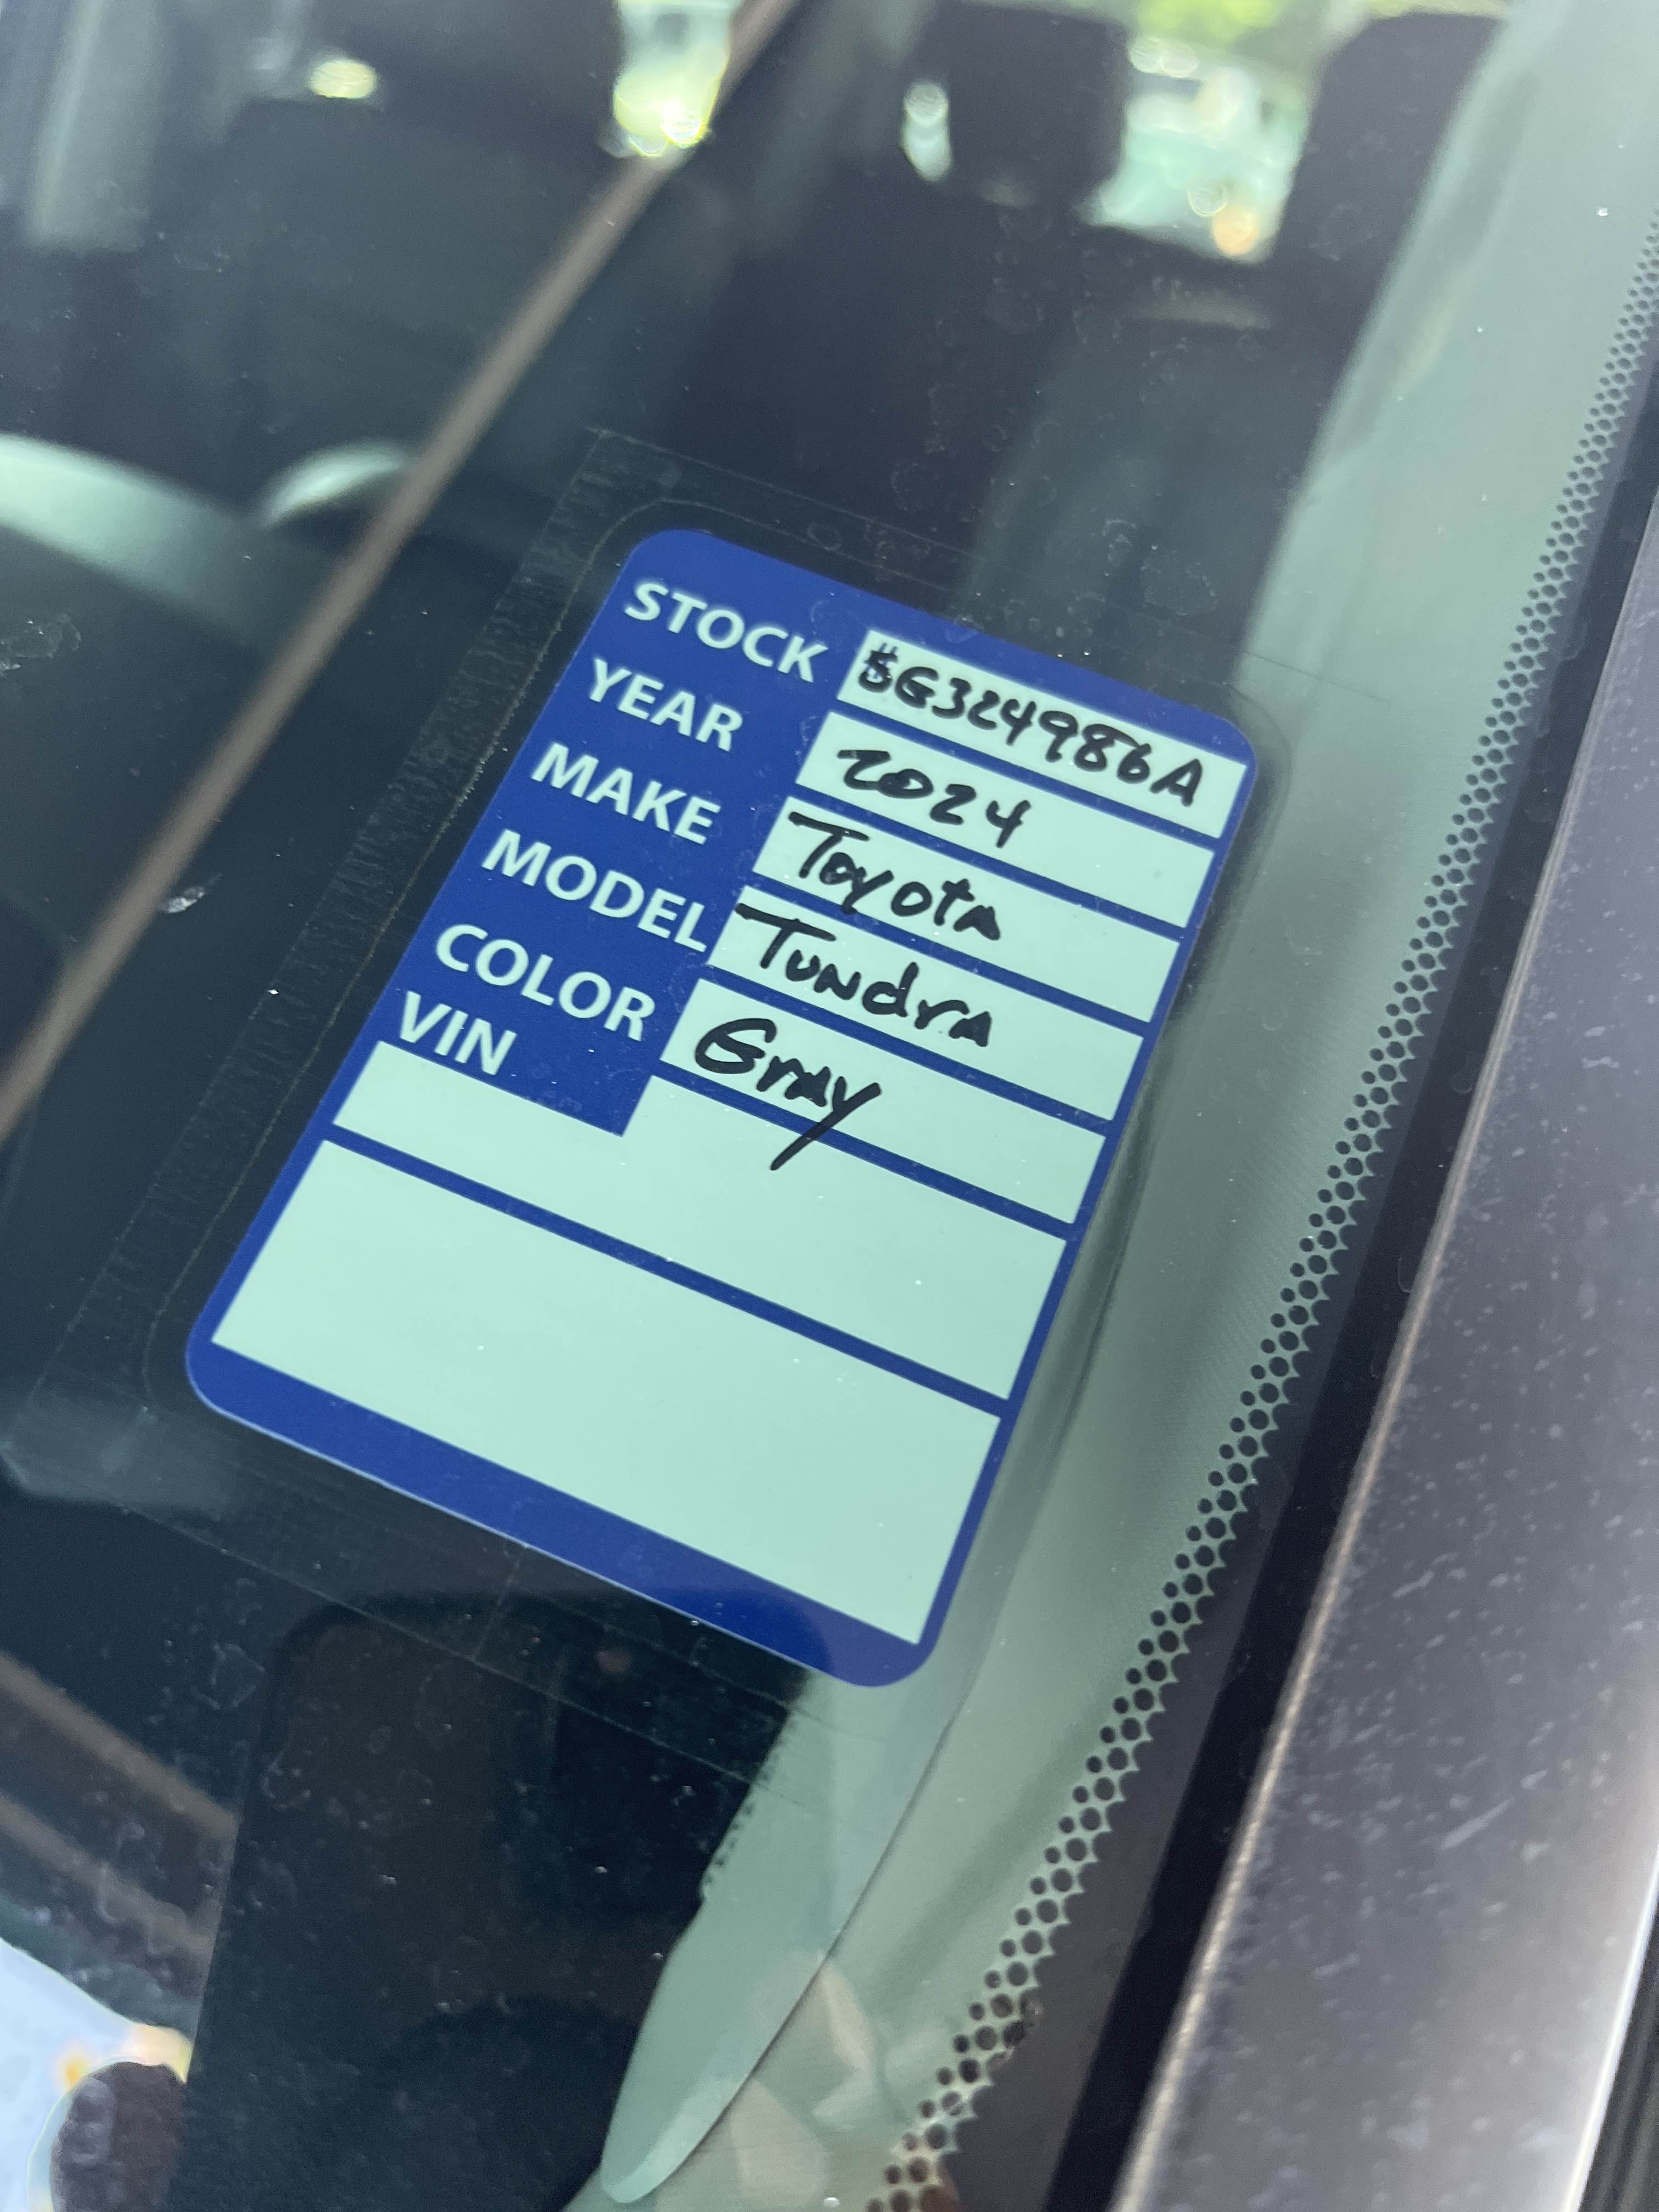 STOCK SG324986A
YEAR 2024
MAKE Toyota
MODEL Tundra
COLOR Gray
VIN